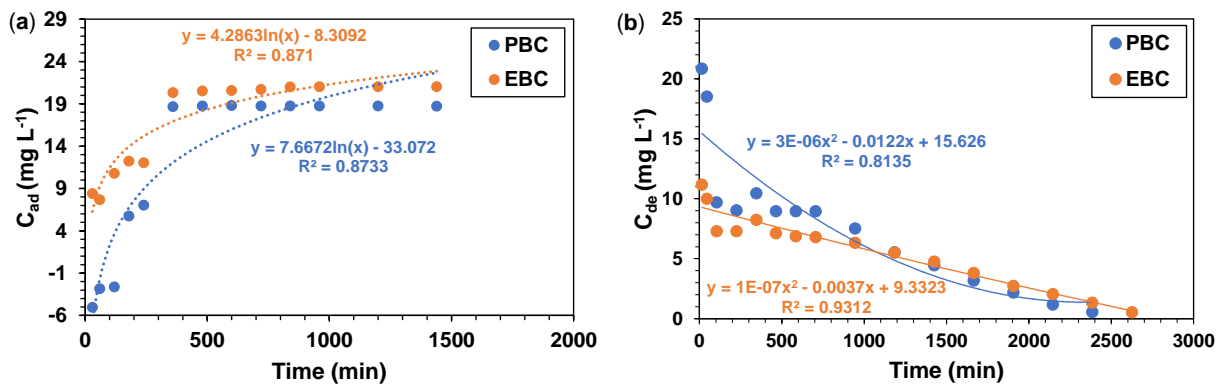 (a)
C_ad (mg L⁻¹)
29
24
19
14
9
4
-1
-6
y = 4.2863ln(x) - 8.3092
R² = 0.871
PBC
EBC
y = 7.6672ln(x) - 33.072
R² = 0.8733
0 500 1000 1500 2000
Time (min)
(b)
C_de (mg L⁻¹)
25
20
15
10
5
0
PBC
EBC
y = 3E-06x² - 0.0122x + 15.626
R² = 0.8135
y = 1E-07x² - 0.0037x + 9.3323
R² = 0.9312
0 500 1000 1500 2000 2500 3000
Time (min)